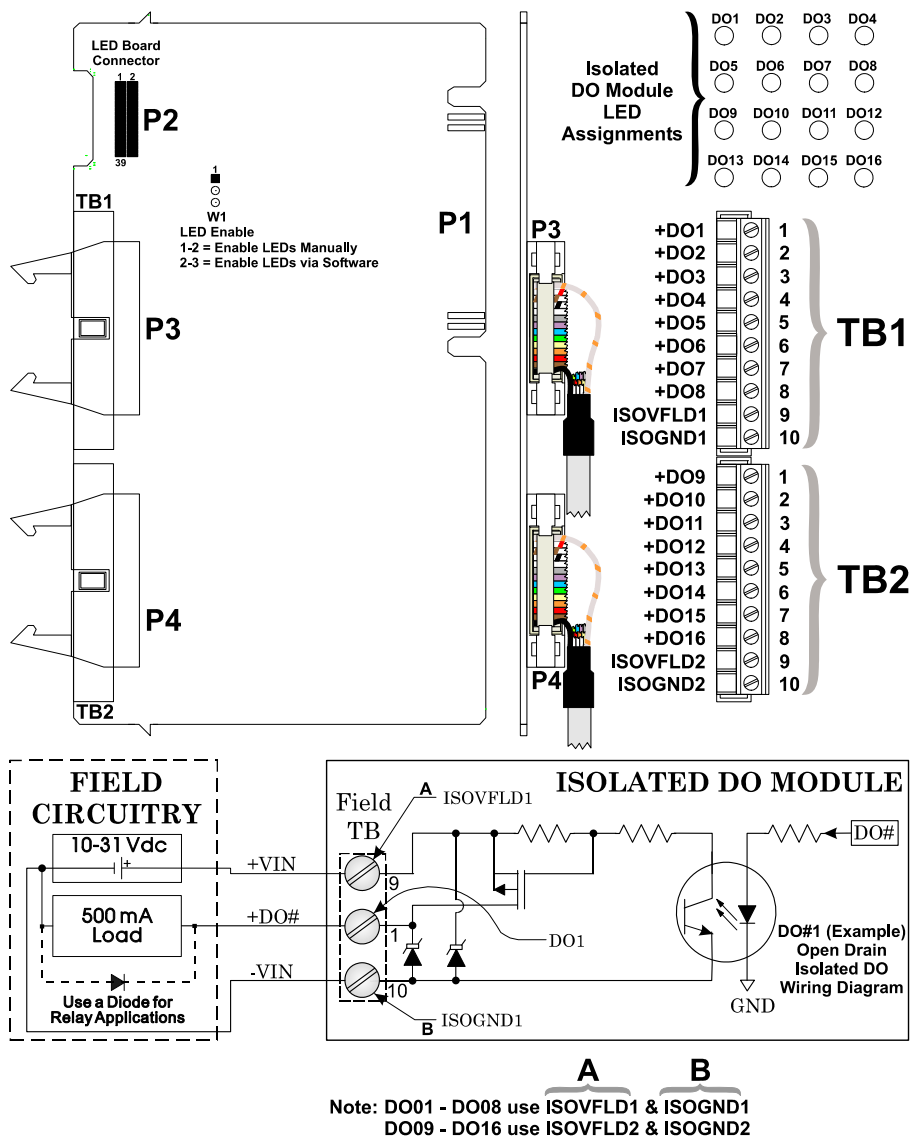 LED Board
Connector
1 2
P2
39
TB1
1
W1
LED Enable
1-2 = Enable LEDs Manually
2-3 = Enable LEDs via Software
P1
P3
P4
TB2
P3
P4
Isolated
DO Module
LED
Assignments
DO1 DO2 DO3 DO4
DO5 DO6 DO7 DO8
DO9 DO10 DO11 DO12
DO13 DO14 DO15 DO16
+DO1 1
+DO2 2
+DO3 3
+DO4 4
+DO5 5
+DO6 6
+DO7 7
+DO8 8
ISOVFLD1 9
ISOGND1 10
TB1
+DO9 1
+DO10 2
+DO11 3
+DO12 4
+DO13 5
+DO14 6
+DO15 7
+DO16 8
ISOVFLD2 9
ISOGND2 10
TB2
FIELD
CIRCUITRY
10-31 Vdc
+
500 mA
Load
Use a Diode for
Relay Applications
+VIN
+DO#
-VIN
ISOLATED DO MODULE
Field
TB
A ISOVFLD1
9
1
10
DO1
B ISOGND1
DO#
GND
DO#1 (Example)
Open Drain
Isolated DO
Wiring Diagram
A B
Note: DO01 - DO08 use ISOVFLD1 & ISOGND1
DO09 - DO16 use ISOVFLD2 & ISOGND2